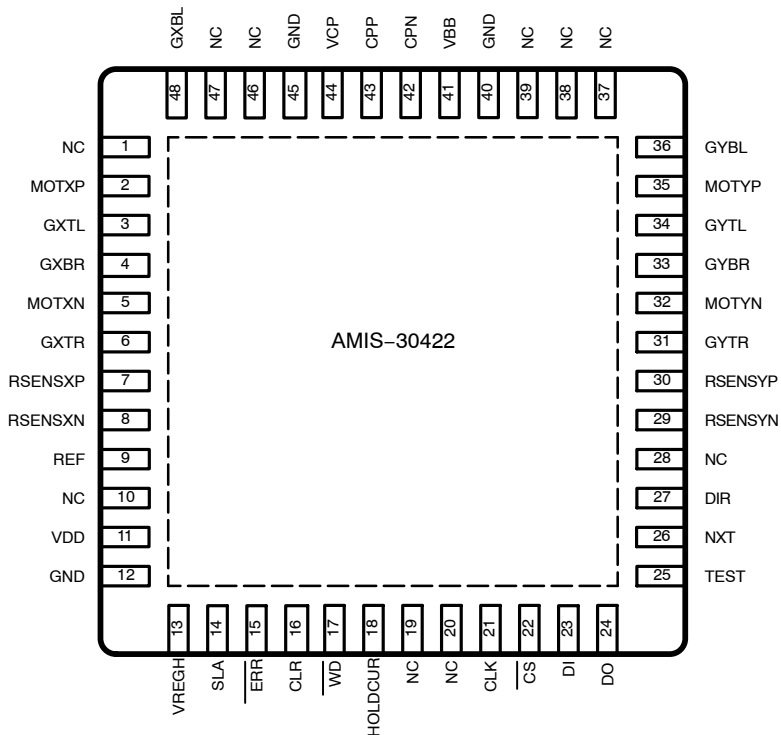 GXBL NC NC GND VCP CPP CPN VBB GND NC NC NC
48 47 46 45 44 43 42 41 40 39 38 37
NC 1 36 GYBL
MOTXP 2 35 MOTYP
GXTL 3 34 GYTL
GXBR 4 33 GYBR
MOTXN 5 32 MOTYN
GXTR 6 AMIS−30422 31 GYTR
RSENSXP 7 30 RSENSYP
RSENSXN 8 29 RSENSYN
REF 9 28 NC
NC 10 27 DIR
VDD 11 26 NXT
GND 12 25 TEST
13 14 15 16 17 18 19 20 21 22 23 24
VREGH SLA ERR CLR WD HOLDCUR NC NC CLK CS DI DO